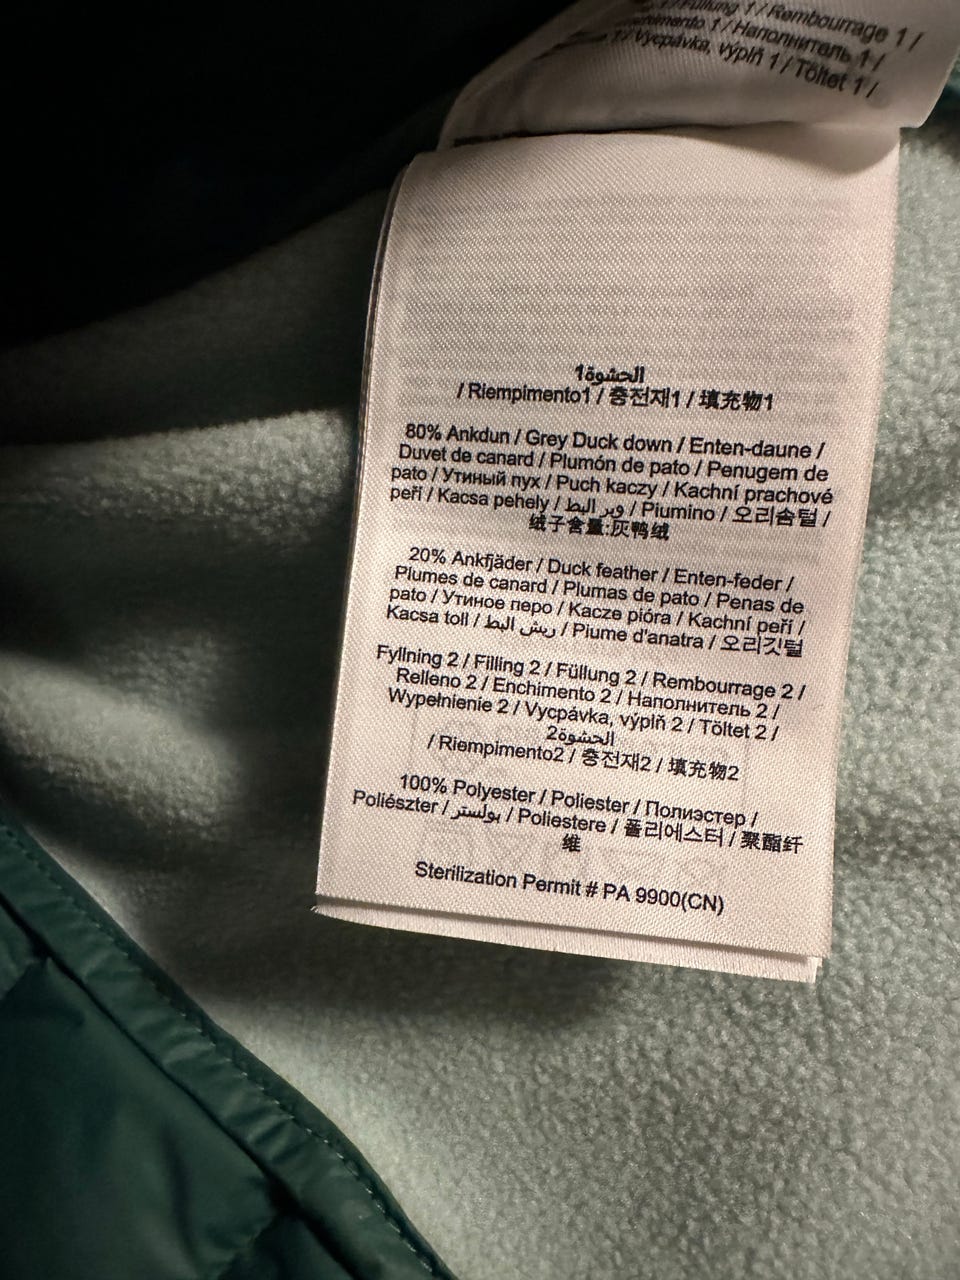 1 / Füllung 1 / Rembourrage 1 /
1 / Наполнитель 1 /
Vycpávka, výplň 1 / Töltet 1 /
الحشوة1
/ Riempimento1 / 충전재1 / 填充物1
80% Ankdun / Grey Duck down / Enten-daune /
Duvet de canard / Plumón de pato / Penugem de
pato / Утиный пух / Puch kaczy / Kachní prachové
peří / Kacsa pehely / وبر البط / Piumino / 오리솜털 /
绒子含量:灰鸭绒
20% Ankfjäder / Duck feather / Enten-feder /
Plumes de canard / Plumas de pato / Penas de
pato / Утиное перо / Kacze pióra / Kachní peří /
Kacsa toll / ريش البط / Piume d'anatra / 오리깃털
Fyllning 2 / Filling 2 / Füllung 2 / Rembourrage 2 /
Relleno 2 / Enchimento 2 / Наполнитель 2 /
Wypełnienie 2 / Vycpávka, výplň 2 / Töltet 2 /
الحشوة2
/ Riempimento2 / 충전재2 / 填充物2
100% Polyester / Poliester / Полиэстер /
Poliészter / بولستر / Poliestere / 폴리에스터 / 聚酯纤
维
Sterilization Permit # PA 9900(CN)